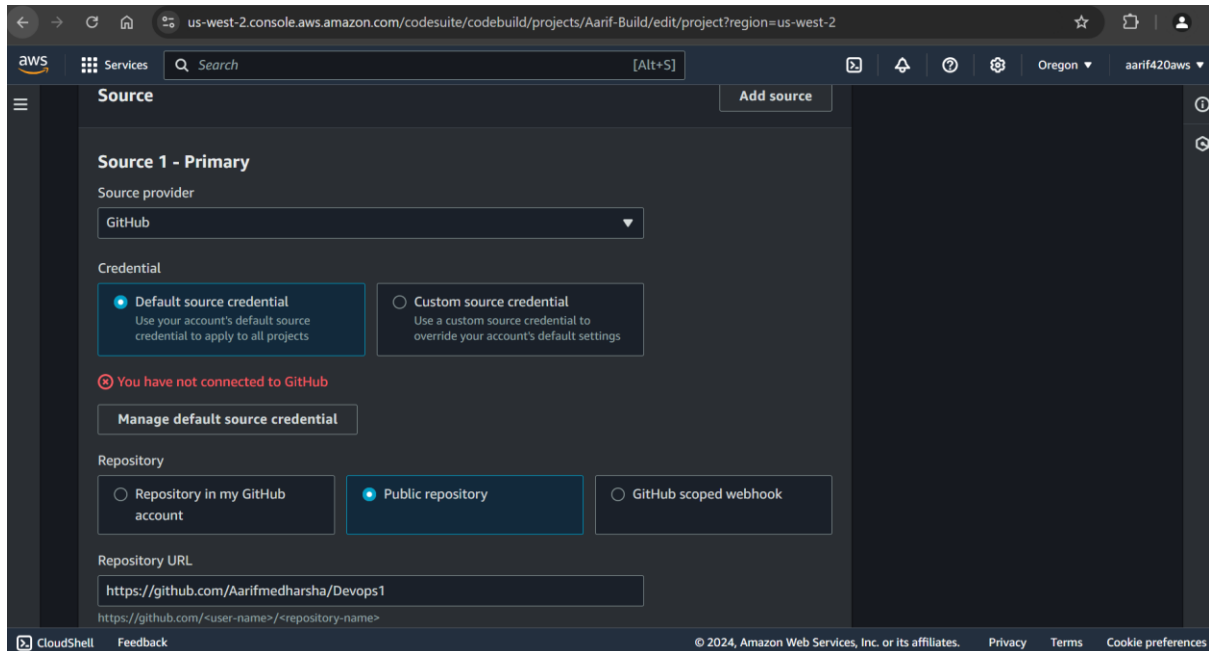 us-west-2.console.aws.amazon.com/codesuite/codebuild/projects/Aarif-Build/edit/project?region=us-west-2
aws Services Search [Alt+S] Oregon aarif420aws
Source Add source
Source 1 - Primary
Source provider
GitHub
Credential
Default source credential
Use your account's default source
credential to apply to all projects
Custom source credential
Use a custom source credential to
override your account's default settings
You have not connected to GitHub
Manage default source credential
Repository
Repository in my GitHub
account
Public repository
GitHub scoped webhook
Repository URL
https://github.com/Aarifmedharsha/Devops1
https://github.com/<user-name>/<repository-name>
CloudShell Feedback © 2024, Amazon Web Services, Inc. or its affiliates. Privacy Terms Cookie preferences